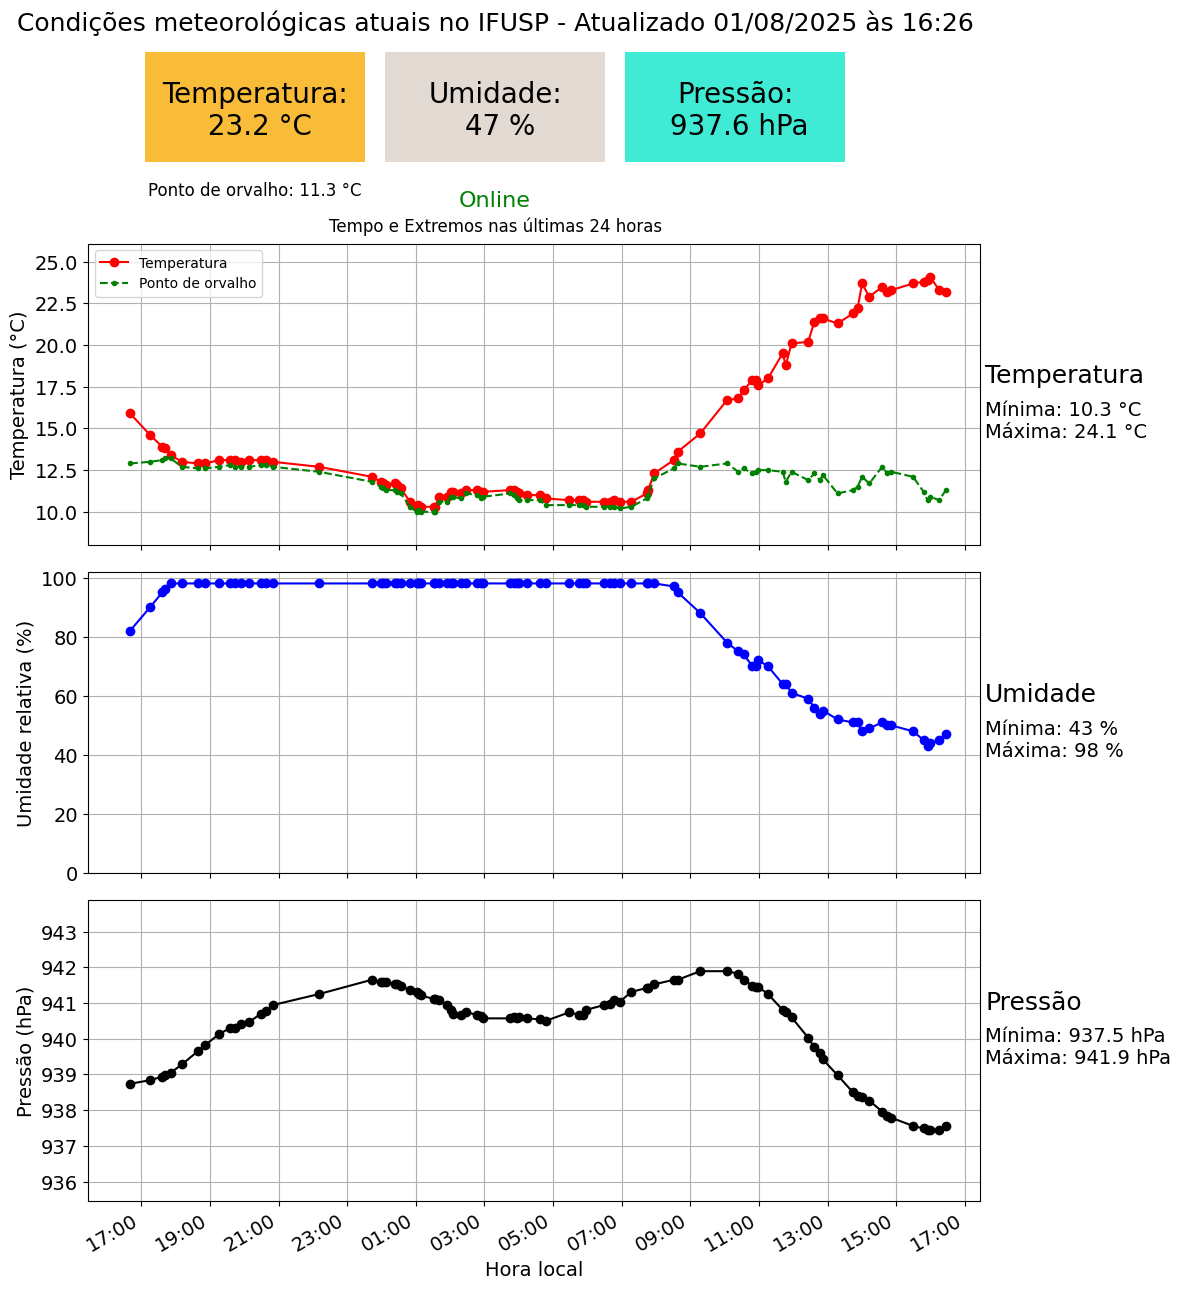 Condições meteorológicas atuais no IFUSP - Atualizado 01/08/2025 às 16:26
Temperatura:
23.2 °C
Umidade:
47 %
Pressão:
937.6 hPa
Ponto de orvalho: 11.3 °C
Online
Tempo e Extremos nas últimas 24 horas
Temperatura
Ponto de orvalho
Temperatura (°C)
25.0
22.5
20.0
17.5
15.0
12.5
10.0
Temperatura
Mínima: 10.3 °C
Máxima: 24.1 °C
Umidade relativa (%)
100
80
60
40
20
0
Umidade
Mínima: 43 %
Máxima: 98 %
Pressão (hPa)
943
942
941
940
939
938
937
936
Pressão
Mínima: 937.5 hPa
Máxima: 941.9 hPa
17:00 19:00 21:00 23:00 01:00 03:00 05:00 07:00 09:00 11:00 13:00 15:00 17:00
Hora local